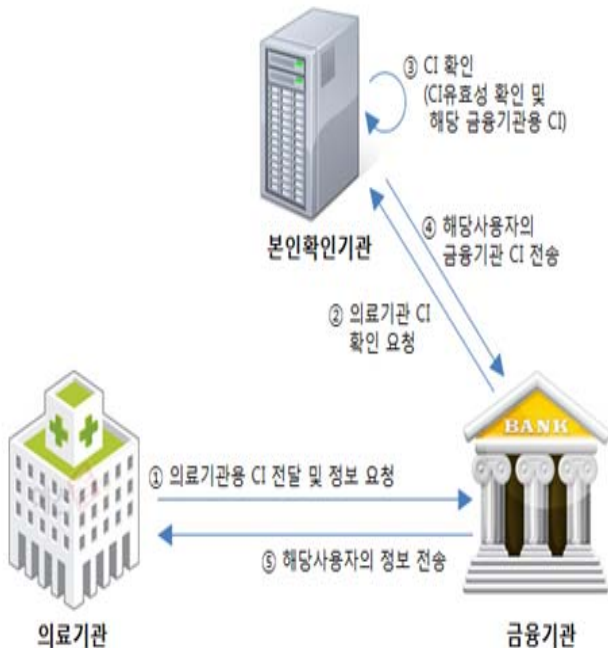 ③ CI 확인
(CI유효성 확인 및
해당 금융기관용 CI)
본인확인기관
④ 해당사용자의
금융기관 CI 전송
② 의료기관 CI
확인 요청
BANK
① 의료기관용 CI 전달 및 정보 요청
⑤ 해당사용자의 정보 전송
의료기관
금융기관